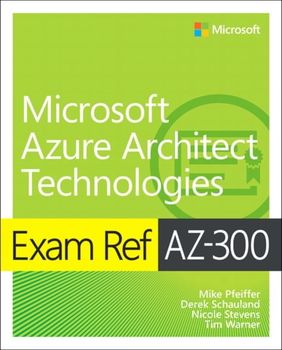 Microsoft
Microsoft
Azure Architect
Technologies
Exam Ref AZ-300
Mike Pfeiffer
Derek Schauland
Nicole Stevens
Tim Warner